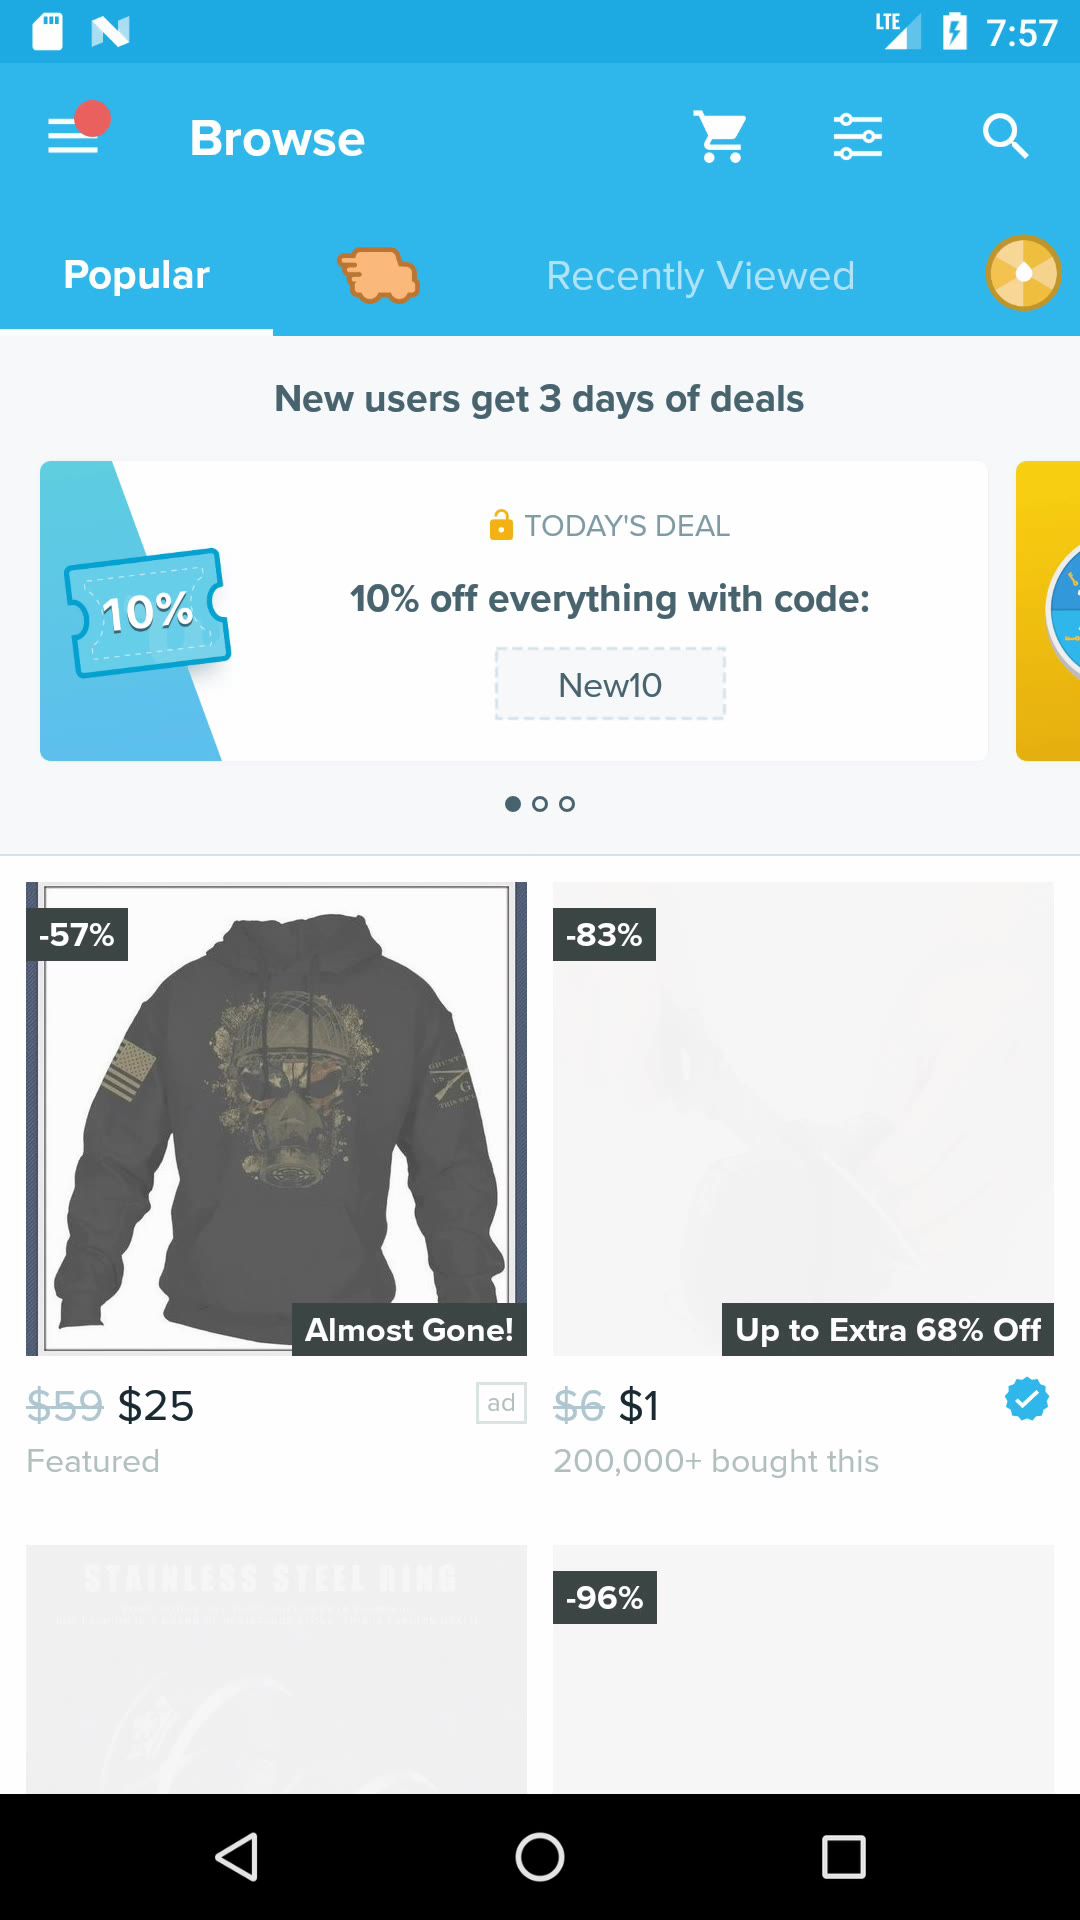 LTE 7:57
Browse
Popular
Recently Viewed
New users get 3 days of deals
TODAY'S DEAL
10% off everything with code:
10%
New10
-57%
-83%
Almost Gone!
Up to Extra 68% Off
$59 $25
ad
$6 $1
Featured
200,000+ bought this
STAINLESS STEEL RING
-96%